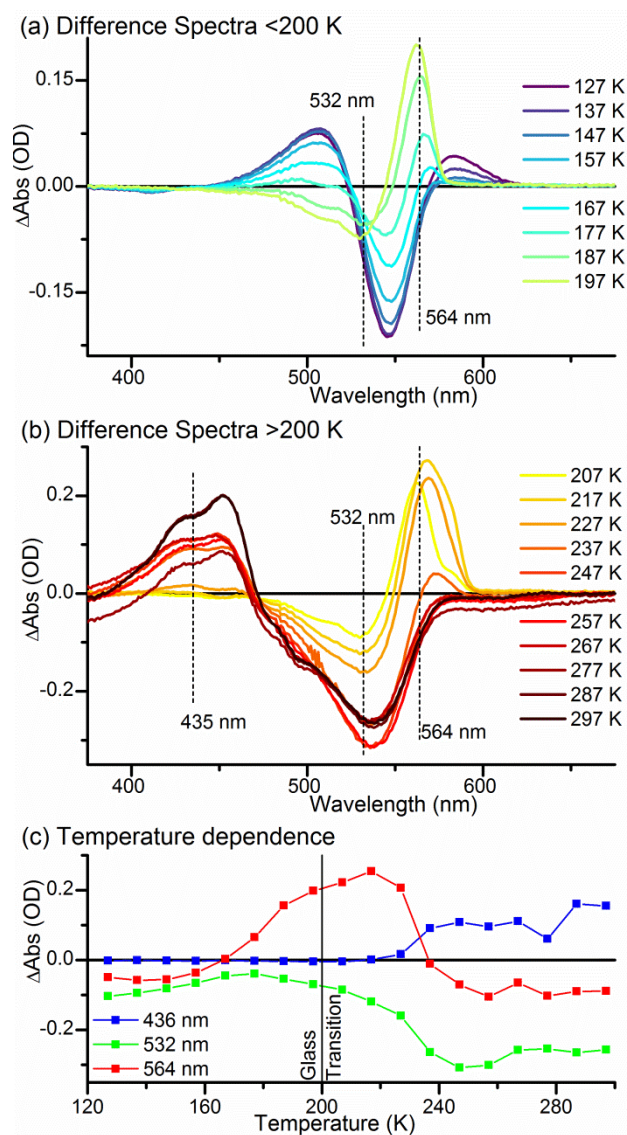 (a) Difference Spectra <200 K
0.15
0.00
-0.15
ΔAbs (OD)
532 nm
564 nm
127 K
137 K
147 K
157 K
167 K
177 K
187 K
197 K
400 500 600
Wavelength (nm)
(b) Difference Spectra >200 K
0.2
0.0
-0.2
ΔAbs (OD)
532 nm
435 nm
564 nm
207 K
217 K
227 K
237 K
247 K
257 K
267 K
277 K
287 K
297 K
400 500 600
Wavelength (nm)
(c) Temperature dependence
0.2
0.0
-0.2
ΔAbs (OD)
436 nm
532 nm
564 nm
Glass
Transition
120 160 200 240 280
Temperature (K)